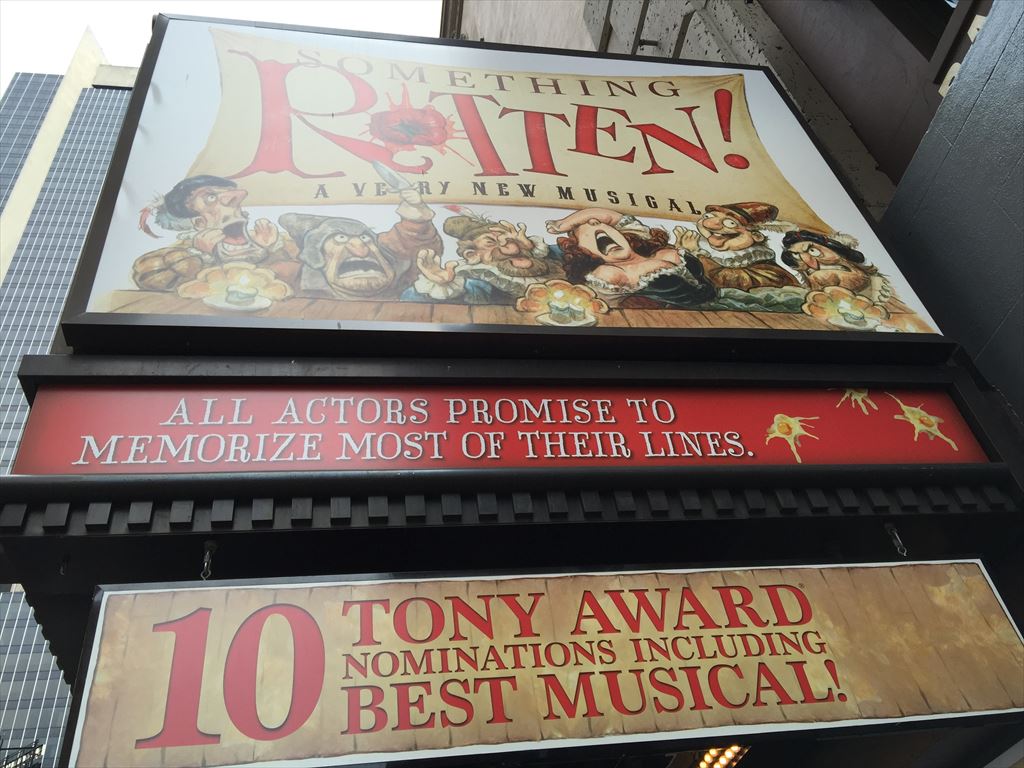 SOMETHING
ROTTEN!
A VERY NEW MUSICAL
ALL ACTORS PROMISE TO
MEMORIZE MOST OF THEIR LINES.
10 TONY AWARD®
NOMINATIONS INCLUDING
BEST MUSICAL!